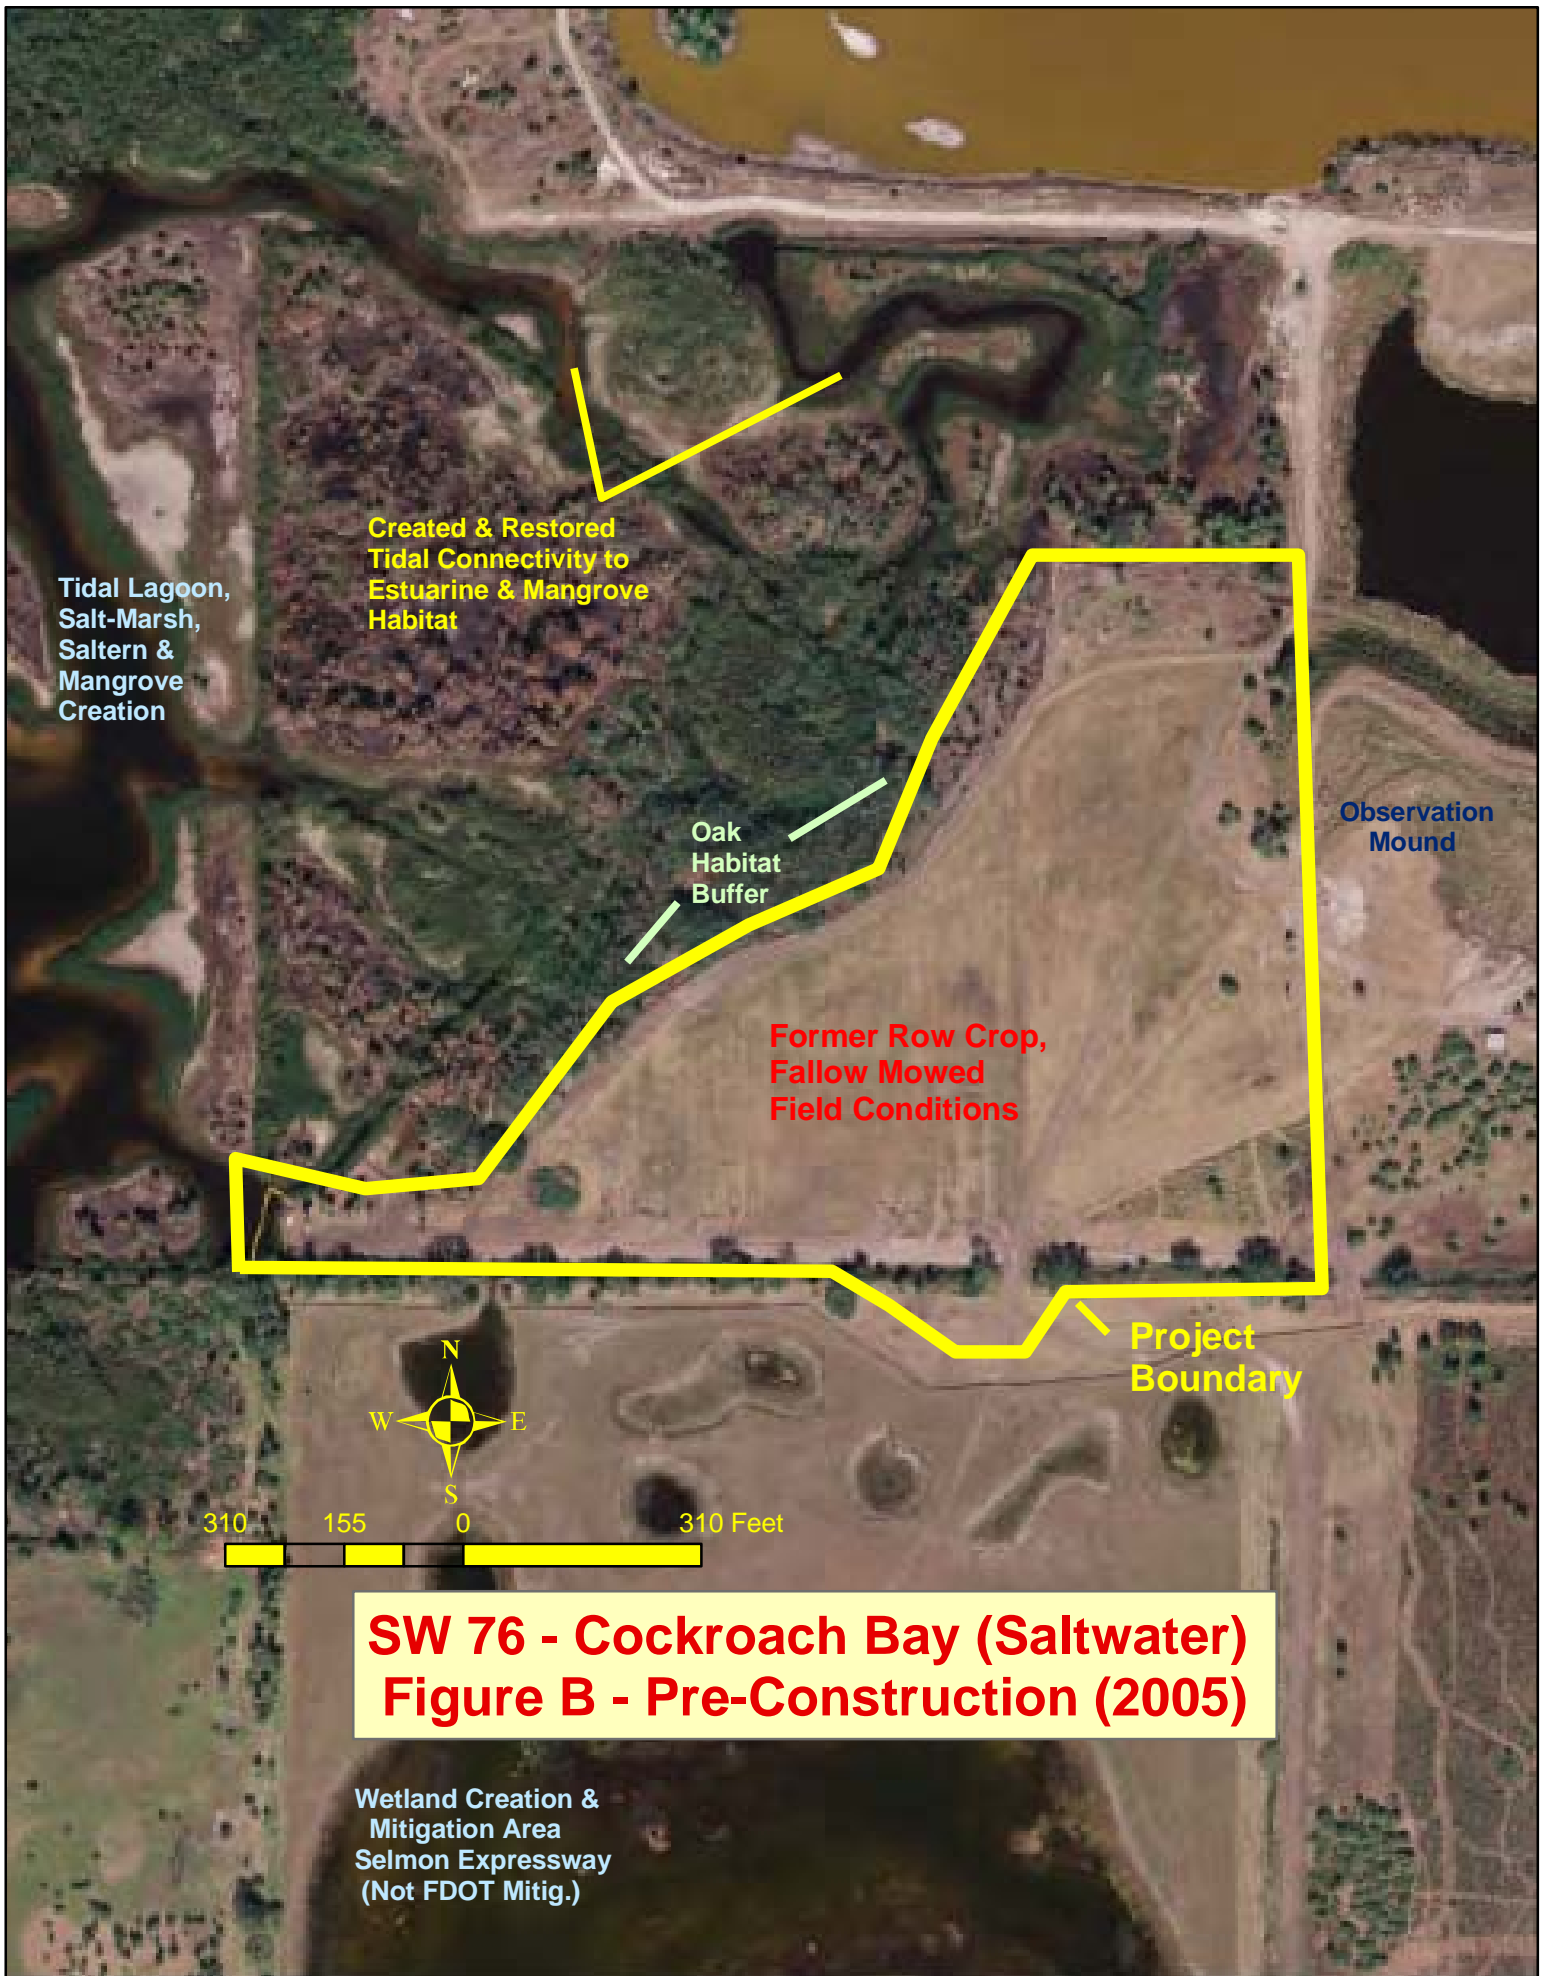 Created & Restored
Tidal Connectivity to
Estuarine & Mangrove
Habitat
Tidal Lagoon,
Salt-Marsh,
Saltern &
Mangrove
Creation
Observation
Mound
Oak
Habitat
Buffer
Former Row Crop,
Fallow Mowed
Field Conditions
Project
Boundary
N
W E
S
310 155 0 310 Feet
SW 76 - Cockroach Bay (Saltwater)
Figure B - Pre-Construction (2005)
Wetland Creation &
Mitigation Area
Selmon Expressway
(Not FDOT Mitig.)